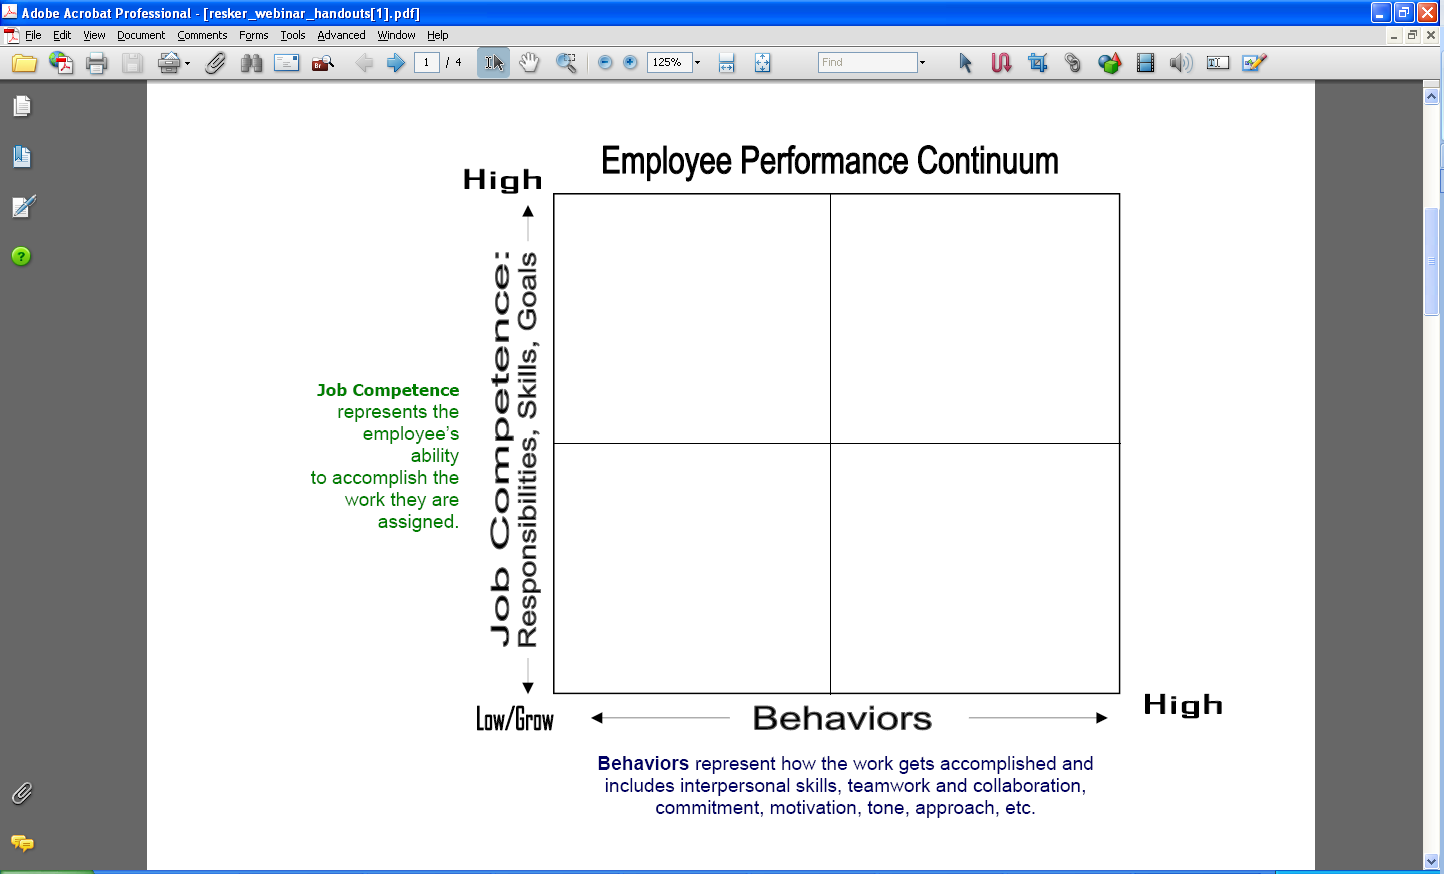 Adobe Acrobat Professional - [resker_webinar_handouts[1].pdf]
File Edit View Document Comments Forms Tools Advanced Window Help
1 / 4 125% Find
Employee Performance Continuum
High
Job Competence:
Responsibilities, Skills, Goals
Job Competence
represents the
employee's
ability
to accomplish the
work they are
assigned.
Low/Grow
Behaviors
High
Behaviors represent how the work gets accomplished and
includes interpersonal skills, teamwork and collaboration,
commitment, motivation, tone, approach, etc.